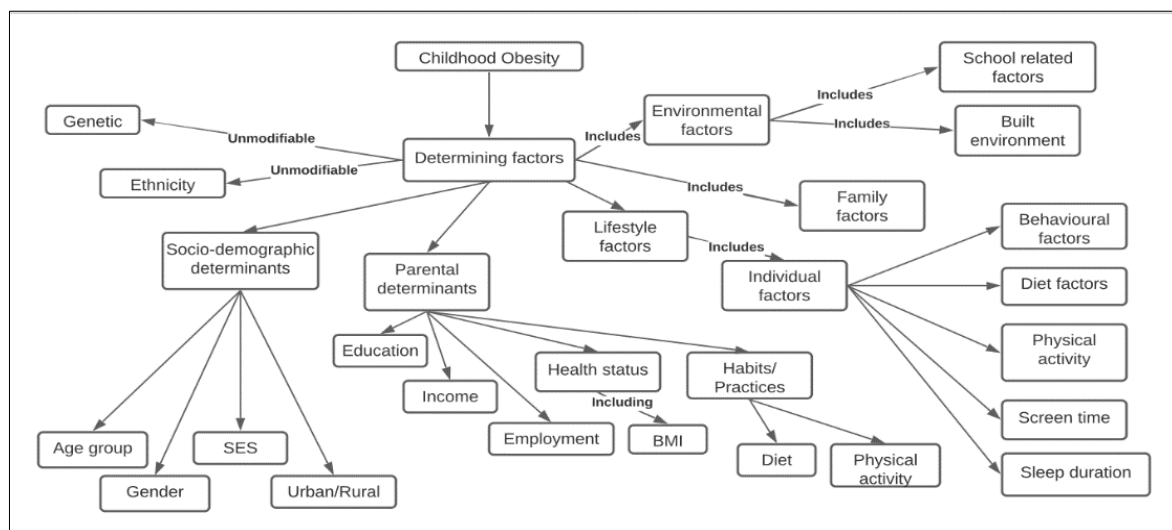 Childhood Obesity
School related
factors
Includes
Environmental
factors
Includes
Built
environment
Genetic
Unmodifiable
Includes
Determining factors
Unmodifiable
Ethnicity
Includes
Family
factors
Lifestyle
factors
Includes
Individual
factors
Behavioural
factors
Diet factors
Physical
activity
Screen time
Sleep duration
Socio-demographic
determinants
Parental
determinants
Education
Income
Employment
Health status
Including
BMI
Habits/
Practices
Diet
Physical
activity
Age group
Gender
SES
Urban/Rural